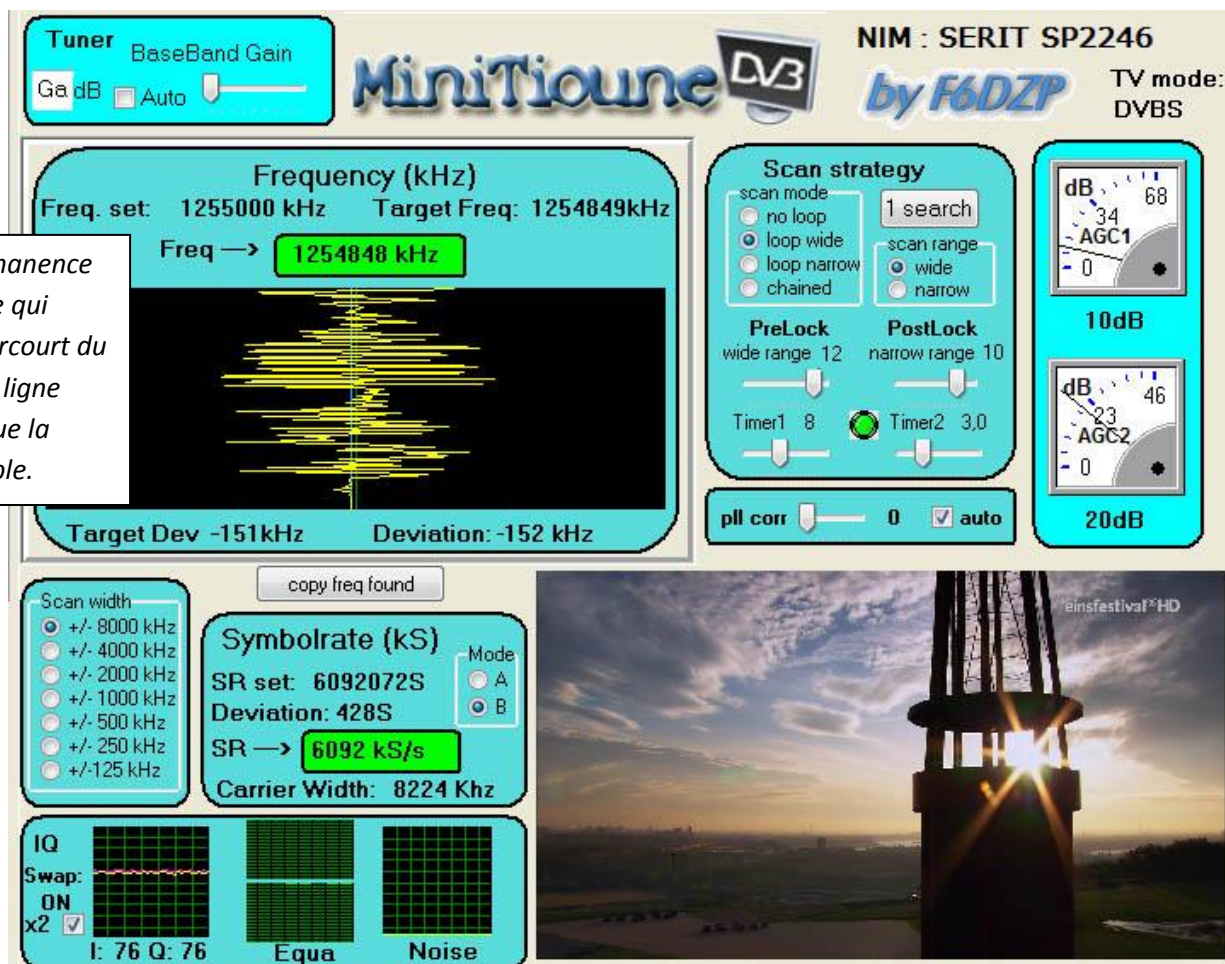 Tuner
BaseBand Gain
Ga dB Auto
MiniTioune DVB
by F6DZP
NIM : SERIT SP2246
TV mode:
DVBS
Frequency (kHz)
Freq. set: 1255000 kHz Target Freq: 1254849kHz
Freq —> 1254848 kHz
manence
e qui
rcourt du
ligne
ue la
ble.
Target Dev -151kHz Deviation: -152 kHz
Scan strategy
scan mode
no loop
loop wide
loop narrow
chained
1 search
scan range
wide
narrow
PreLock PostLock
wide range 12 narrow range 10
Timer1 8 Timer2 3,0
pll corr 0 auto
dB 68
34
AGC1
0
10dB
dB 46
23
AGC2
0
20dB
copy freq found
Scan width
+/- 8000 kHz
+/- 4000 kHz
+/- 2000 kHz
+/- 1000 kHz
+/- 500 kHz
+/- 250 kHz
+/-125 kHz
Symbolrate (kS)
SR set: 6092072S
Deviation: 428S
SR —> 6092 kS/s
Carrier Width: 8224 Khz
Mode
A
B
einsfestival HD
IQ
Swap:
ON
x2
I: 76 Q: 76 Equa Noise